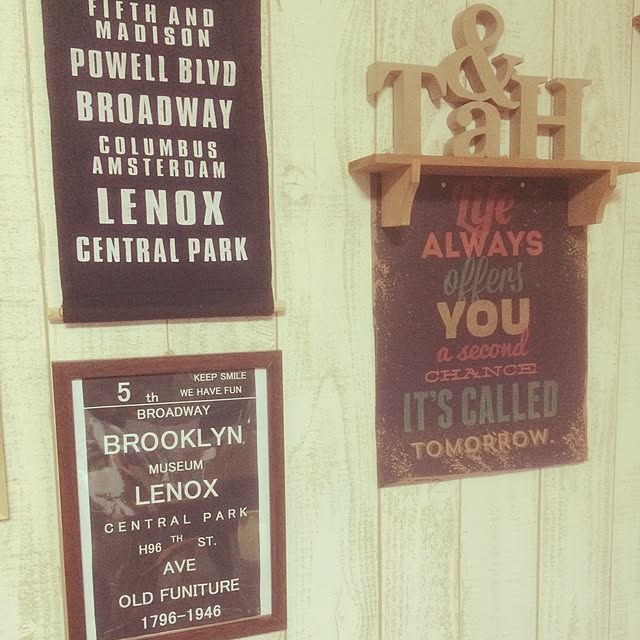 FIFTH AND
MADISON
POWELL BLVD
BROADWAY
COLUMBUS
AMSTERDAM
LENOX
CENTRAL PARK
5 th
KEEP SMILE
WE HAVE FUN
BROADWAY
BROOKLYN
MUSEUM
LENOX
CENTRAL PARK
H96 TH ST.
AVE
OLD FUNITURE
1796-1946
&
TaH
Life
ALWAYS
offers
YOU
a second
CHANCE
IT'S CALLED
TOMORROW.